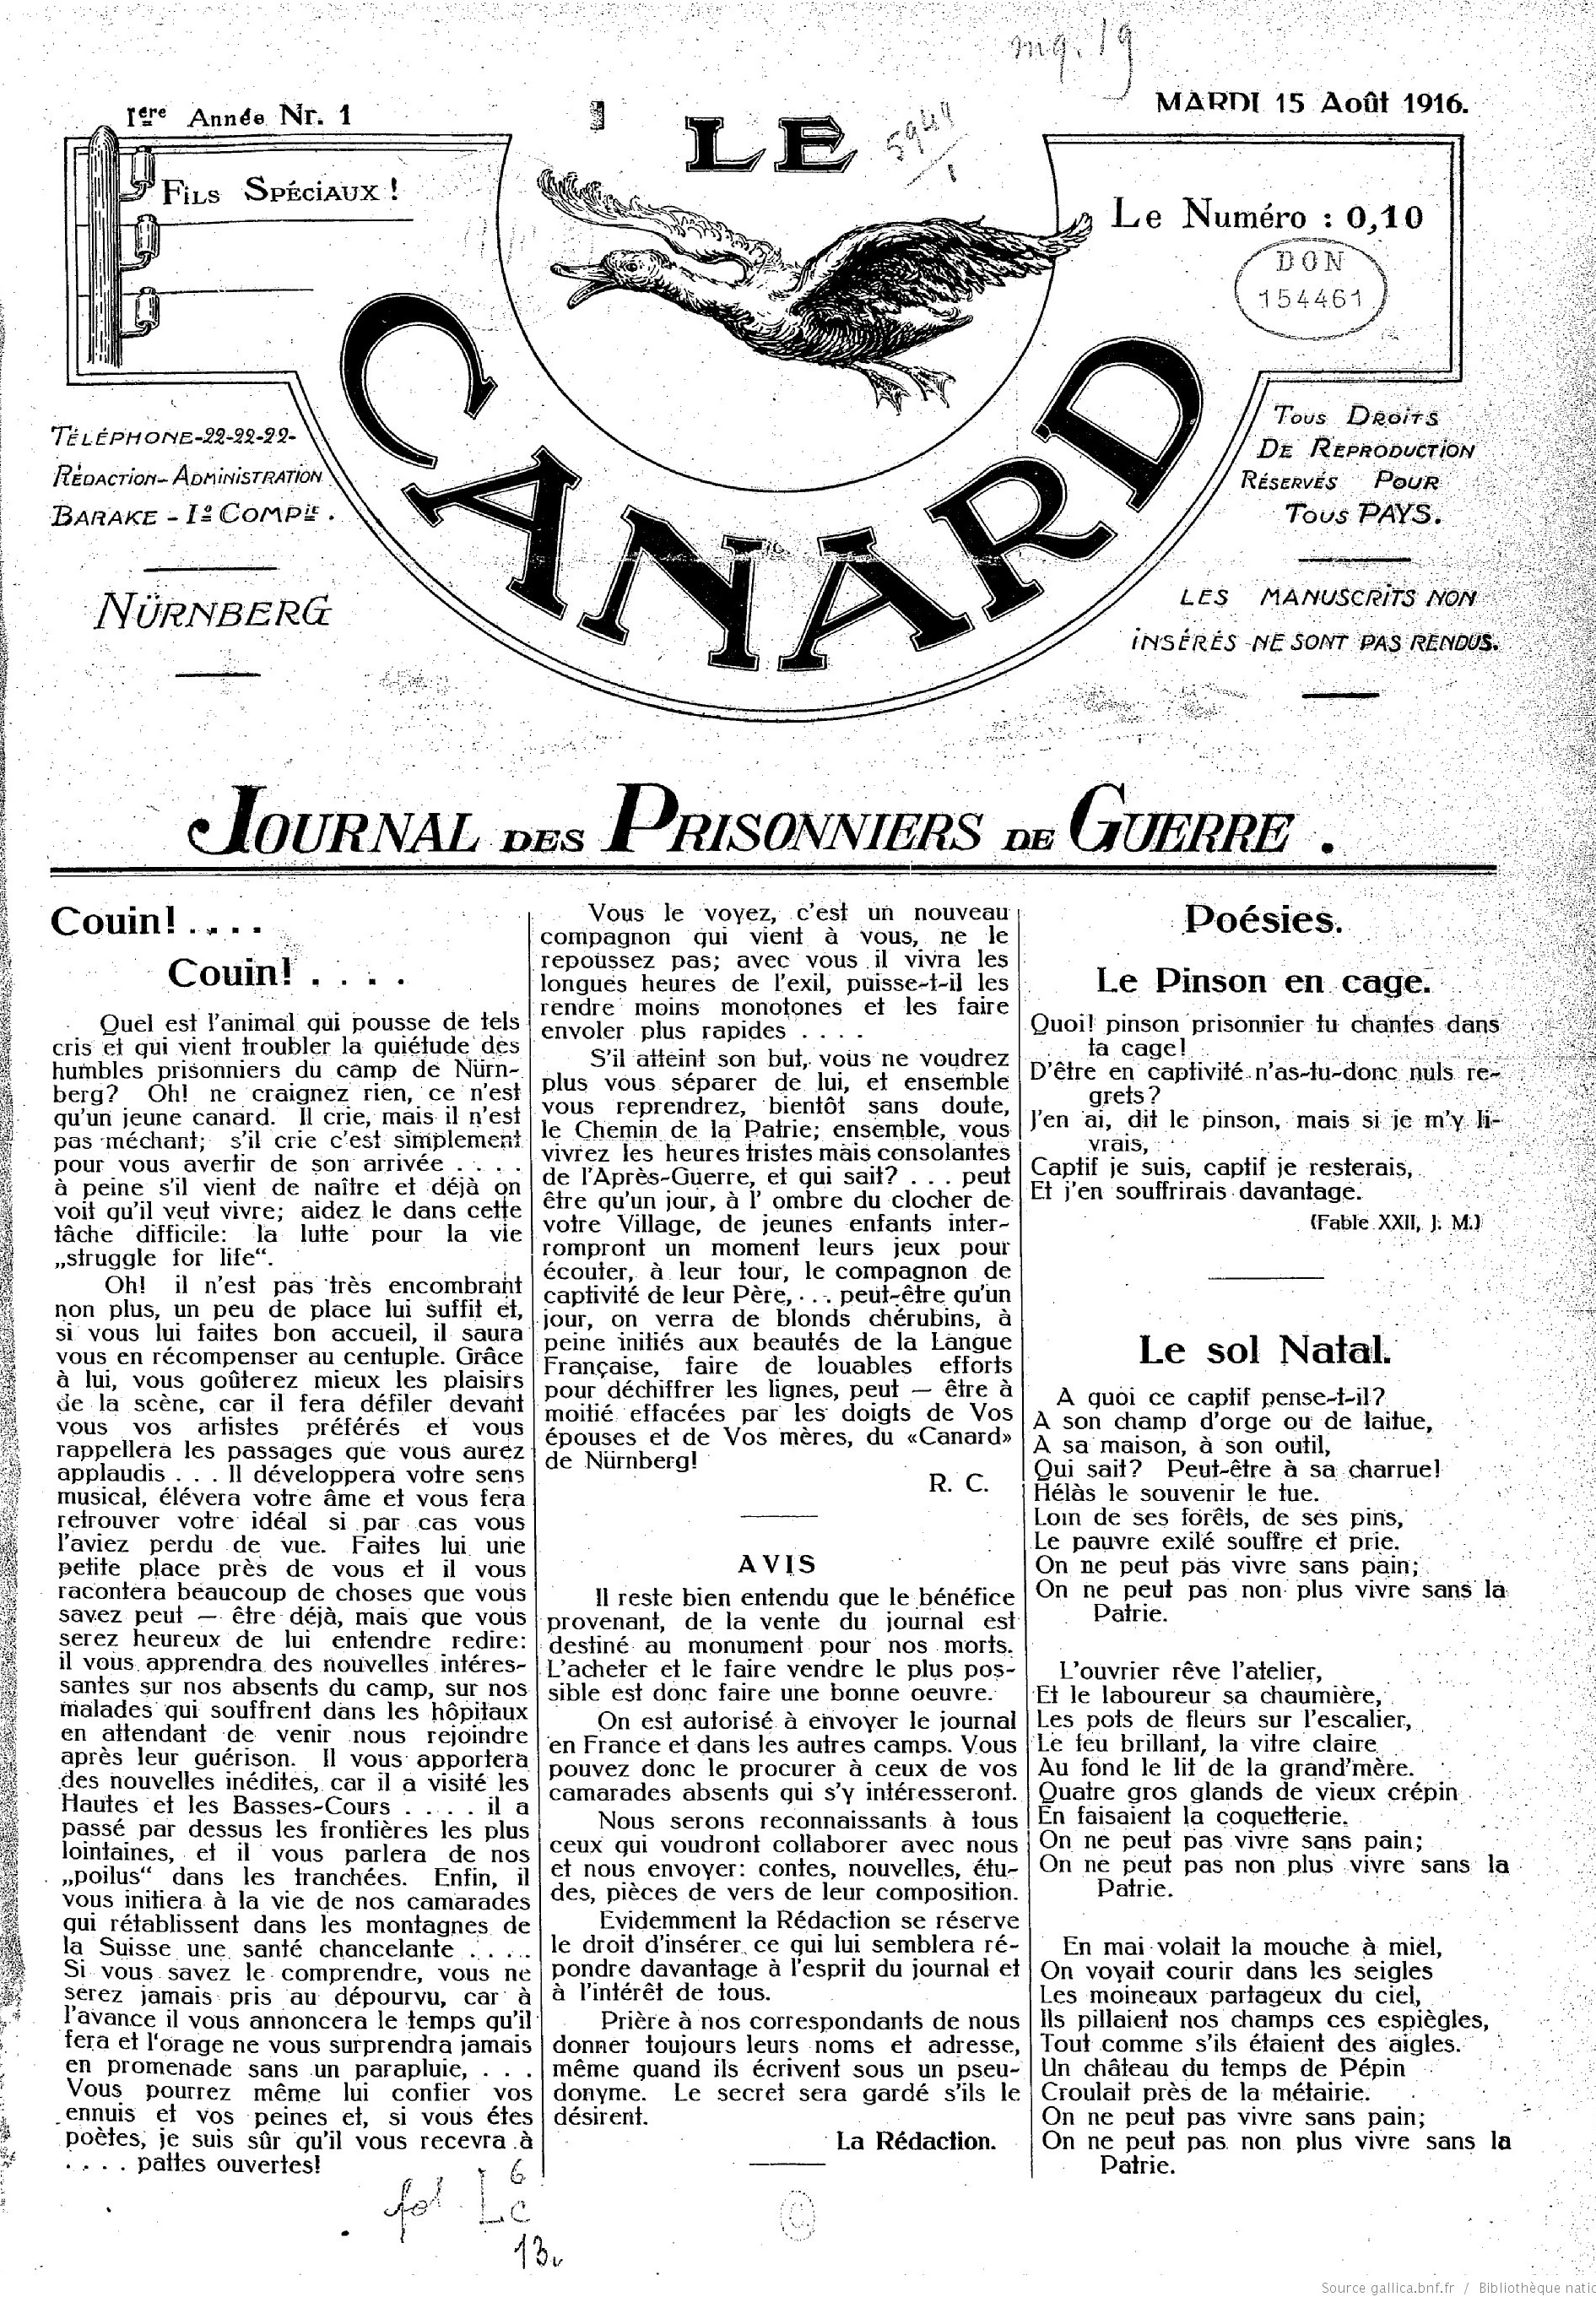 mq. 19
1ère Année Nr. 1
MARDI 15 Août 1916.
LE
5944
1
FILS SPÉCIAUX !
Le Numéro : 0,10
DON
154461
CANARD
TÉLÉPHONE-22-22-22-
RÉDACTION-ADMINISTRATION
BARAKE - Iº COMPIE .
NÜRNBERG
TOUS DROITS
DE REPRODUCTION
RÉSERVÉS POUR
TOUS PAYS.
LES MANUSCRITS NON
INSÉRÉS NE SONT PAS RENDUS.
JOURNAL DES PRISONNIERS DE GUERRE .
Couin! . . . .
Couin! . . . .
Quel est l'animal qui pousse de tels
cris et qui vient troubler la quiétude des
humbles prisonniers du camp de Nürn-
berg? Oh! ne craignez rien, ce n'est
qu'un jeune canard. Il crie, mais il n'est
pas méchant; s'il crie c'est simplement
pour vous avertir de son arrivée . . . .
à peine s'il vient de naître et déjà on
voit qu'il veut vivre; aidez le dans cette
tâche difficile: la lutte pour la vie
„struggle for life“.
Oh! il n'est pas très encombrant
non plus, un peu de place lui suffit et,
si vous lui faites bon accueil, il saura
vous en récompenser au centuple. Grâce
à lui, vous goûterez mieux les plaisirs
de la scène, car il fera défiler devant
vous vos artistes préférés et vous
rappellera les passages que vous aurez
applaudis . . . Il développera votre sens
musical, élévera votre âme et vous fera
retrouver votre idéal si par cas vous
l'aviez perdu de vue. Faites lui une
petite place près de vous et il vous
racontera beaucoup de choses que vous
savez peut — être déjà, mais que vous
serez heureux de lui entendre redire:
il vous apprendra des nouvelles intéres-
santes sur nos absents du camp, sur nos
malades qui souffrent dans les hôpitaux
en attendant de venir nous rejoindre
après leur guérison. Il vous apportera
des nouvelles inédites, car il a visité les
Hautes et les Basses-Cours . . . . il a
passé par dessus les frontières les plus
lointaines, et il vous parlera de nos
„poilus“ dans les tranchées. Enfin, il
vous initiera à la vie de nos camarades
qui rétablissent dans les montagnes de
la Suisse une santé chancelante . . . .
Si vous savez le comprendre, vous ne
serez jamais pris au dépourvu, car à
l'avance il vous annoncera le temps qu'il
fera et l'orage ne vous surprendra jamais
en promenade sans un parapluie, . . .
Vous pourrez même lui confier vos
ennuis et vos peines et, si vous êtes
poètes, je suis sûr qu'il vous recevra à
. . . . pattes ouvertes!
Vous le voyez, c'est un nouveau
compagnon qui vient à vous, ne le
repoussez pas; avec vous il vivra les
longues heures de l'exil, puisse-t-il les
rendre moins monotones et les faire
envoler plus rapides . . . .
S'il atteint son but, vous ne voudrez
plus vous séparer de lui, et ensemble
vous reprendrez, bientôt sans doute,
le Chemin de la Patrie; ensemble, vous
vivrez les heures tristes mais consolantes
de l'Après-Guerre, et qui sait? . . . peut
être qu'un jour, à l' ombre du clocher de
votre Village, de jeunes enfants inter-
rompront un moment leurs jeux pour
écouter, à leur tour, le compagnon de
captivité de leur Père, . . . peut-être qu'un
jour, on verra de blonds chérubins, à
peine initiés aux beautés de la Langue
Française, faire de louables efforts
pour déchiffrer les lignes, peut — être à
moitié effacées par les doigts de Vos
épouses et de Vos mères, du «Canard»
de Nürnberg!
R. C.
AVIS
Il reste bien entendu que le bénéfice
provenant, de la vente du journal est
destiné au monument pour nos morts.
L'acheter et le faire vendre le plus pos-
sible est donc faire une bonne oeuvre.
On est autorisé à envoyer le journal
en France et dans les autres camps. Vous
pouvez donc le procurer à ceux de vos
camarades absents qui s'y intéresseront.
Nous serons reconnaissants à tous
ceux qui voudront collaborer avec nous
et nous envoyer: contes, nouvelles, étu-
des, pièces de vers de leur composition.
Evidemment la Rédaction se réserve
le droit d'insérer ce qui lui semblera ré-
pondre davantage à l'esprit du journal et
à l'intérêt de tous.
Prière à nos correspondants de nous
donner toujours leurs noms et adresse,
même quand ils écrivent sous un pseu-
donyme. Le secret sera gardé s'ils le
désirent.
La Rédaction.
Poésies.
Le Pinson en cage.
Quoi! pinson prisonnier tu chantes dans
ta cage!
D'être en captivité n'as-tu-donc nuls re-
grets?
J'en ai, dit le pinson, mais si je m'y li-
vrais,
Captif je suis, captif je resterais,
Et j'en souffrirais davantage.
(Fable XXII, J. M.)
Le sol Natal.
A quoi ce captif pense-t-il?
A son champ d'orge ou de laitue,
A sa maison, à son outil,
Qui sait? Peut-être à sa charrue!
Hélàs le souvenir le tue.
Loin de ses forêts, de ses pins,
Le pauvre exilé souffre et prie.
On ne peut pas vivre sans pain;
On ne peut pas non plus vivre sans la
Patrie.
L'ouvrier rêve l'atelier,
Et le laboureur sa chaumière,
Les pots de fleurs sur l'escalier,
Le feu brillant, la vitre claire
Au fond le lit de la grand'mère.
Quatre gros glands de vieux crépin
En faisaient la coquetterie.
On ne peut pas vivre sans pain;
On ne peut pas non plus vivre sans la
Patrie.
En mai volait la mouche à miel,
On voyait courir dans les seigles
Les moineaux partageux du ciel,
Ils pillaient nos champs ces espiègles,
Tout comme s'ils étaient des aigles.
Un château du temps de Pépin
Croulait près de la métairie.
On ne peut pas vivre sans pain;
On ne peut pas non plus vivre sans la
Patrie.
fol Lc 6
13
Source gallica.bnf.fr / Bibliothèque natio